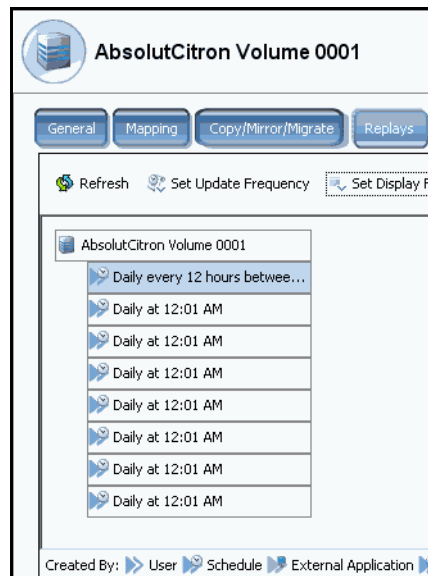 AbsolutCitron Volume 0001
General Mapping Copy/Mirror/Migrate Replays
Refresh Set Update Frequency Set Display F
AbsolutCitron Volume 0001
Daily every 12 hours betwee...
Daily at 12:01 AM
Daily at 12:01 AM
Daily at 12:01 AM
Daily at 12:01 AM
Daily at 12:01 AM
Daily at 12:01 AM
Daily at 12:01 AM
Created By: User Schedule External Application